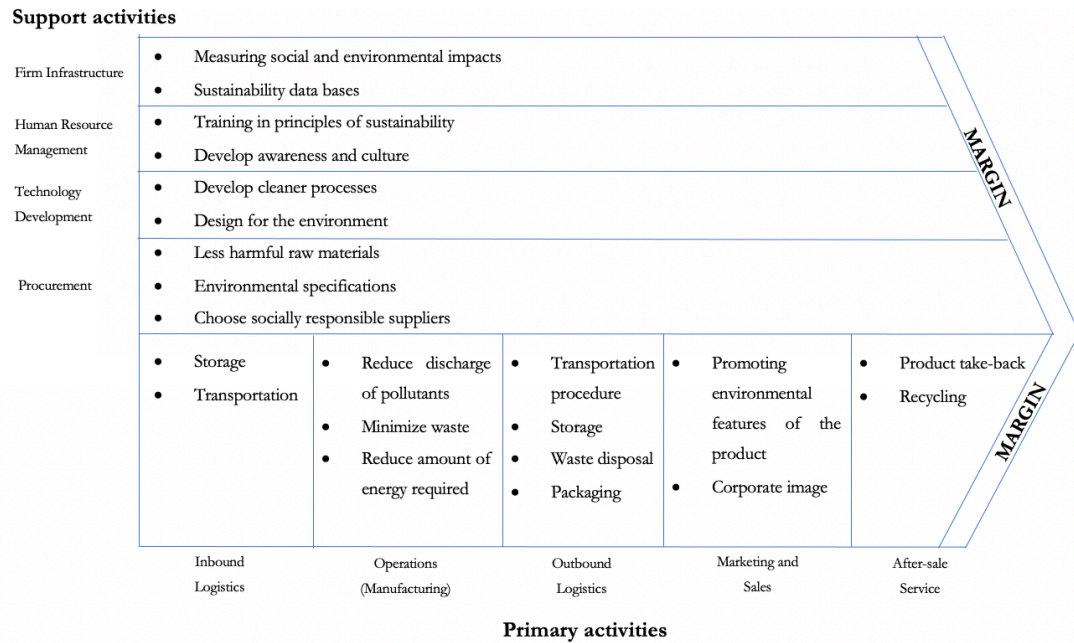 Support activities
Firm Infrastructure
• Measuring social and environmental impacts
• Sustainability data bases
Human Resource
Management
• Training in principles of sustainability
• Develop awareness and culture
Technology
Development
• Develop cleaner processes
• Design for the environment
Procurement
• Less harmful raw materials
• Environmental specifications
• Choose socially responsible suppliers
MARGIN
• Storage
• Transportation
• Reduce discharge
of pollutants
• Minimize waste
• Reduce amount of
energy required
• Transportation
procedure
• Storage
• Waste disposal
• Packaging
• Promoting
environmental
features of the
product
• Corporate image
• Product take-back
• Recycling
MARGIN
Inbound
Logistics
Operations
(Manufacturing)
Outbound
Logistics
Marketing and
Sales
After-sale
Service
Primary activities